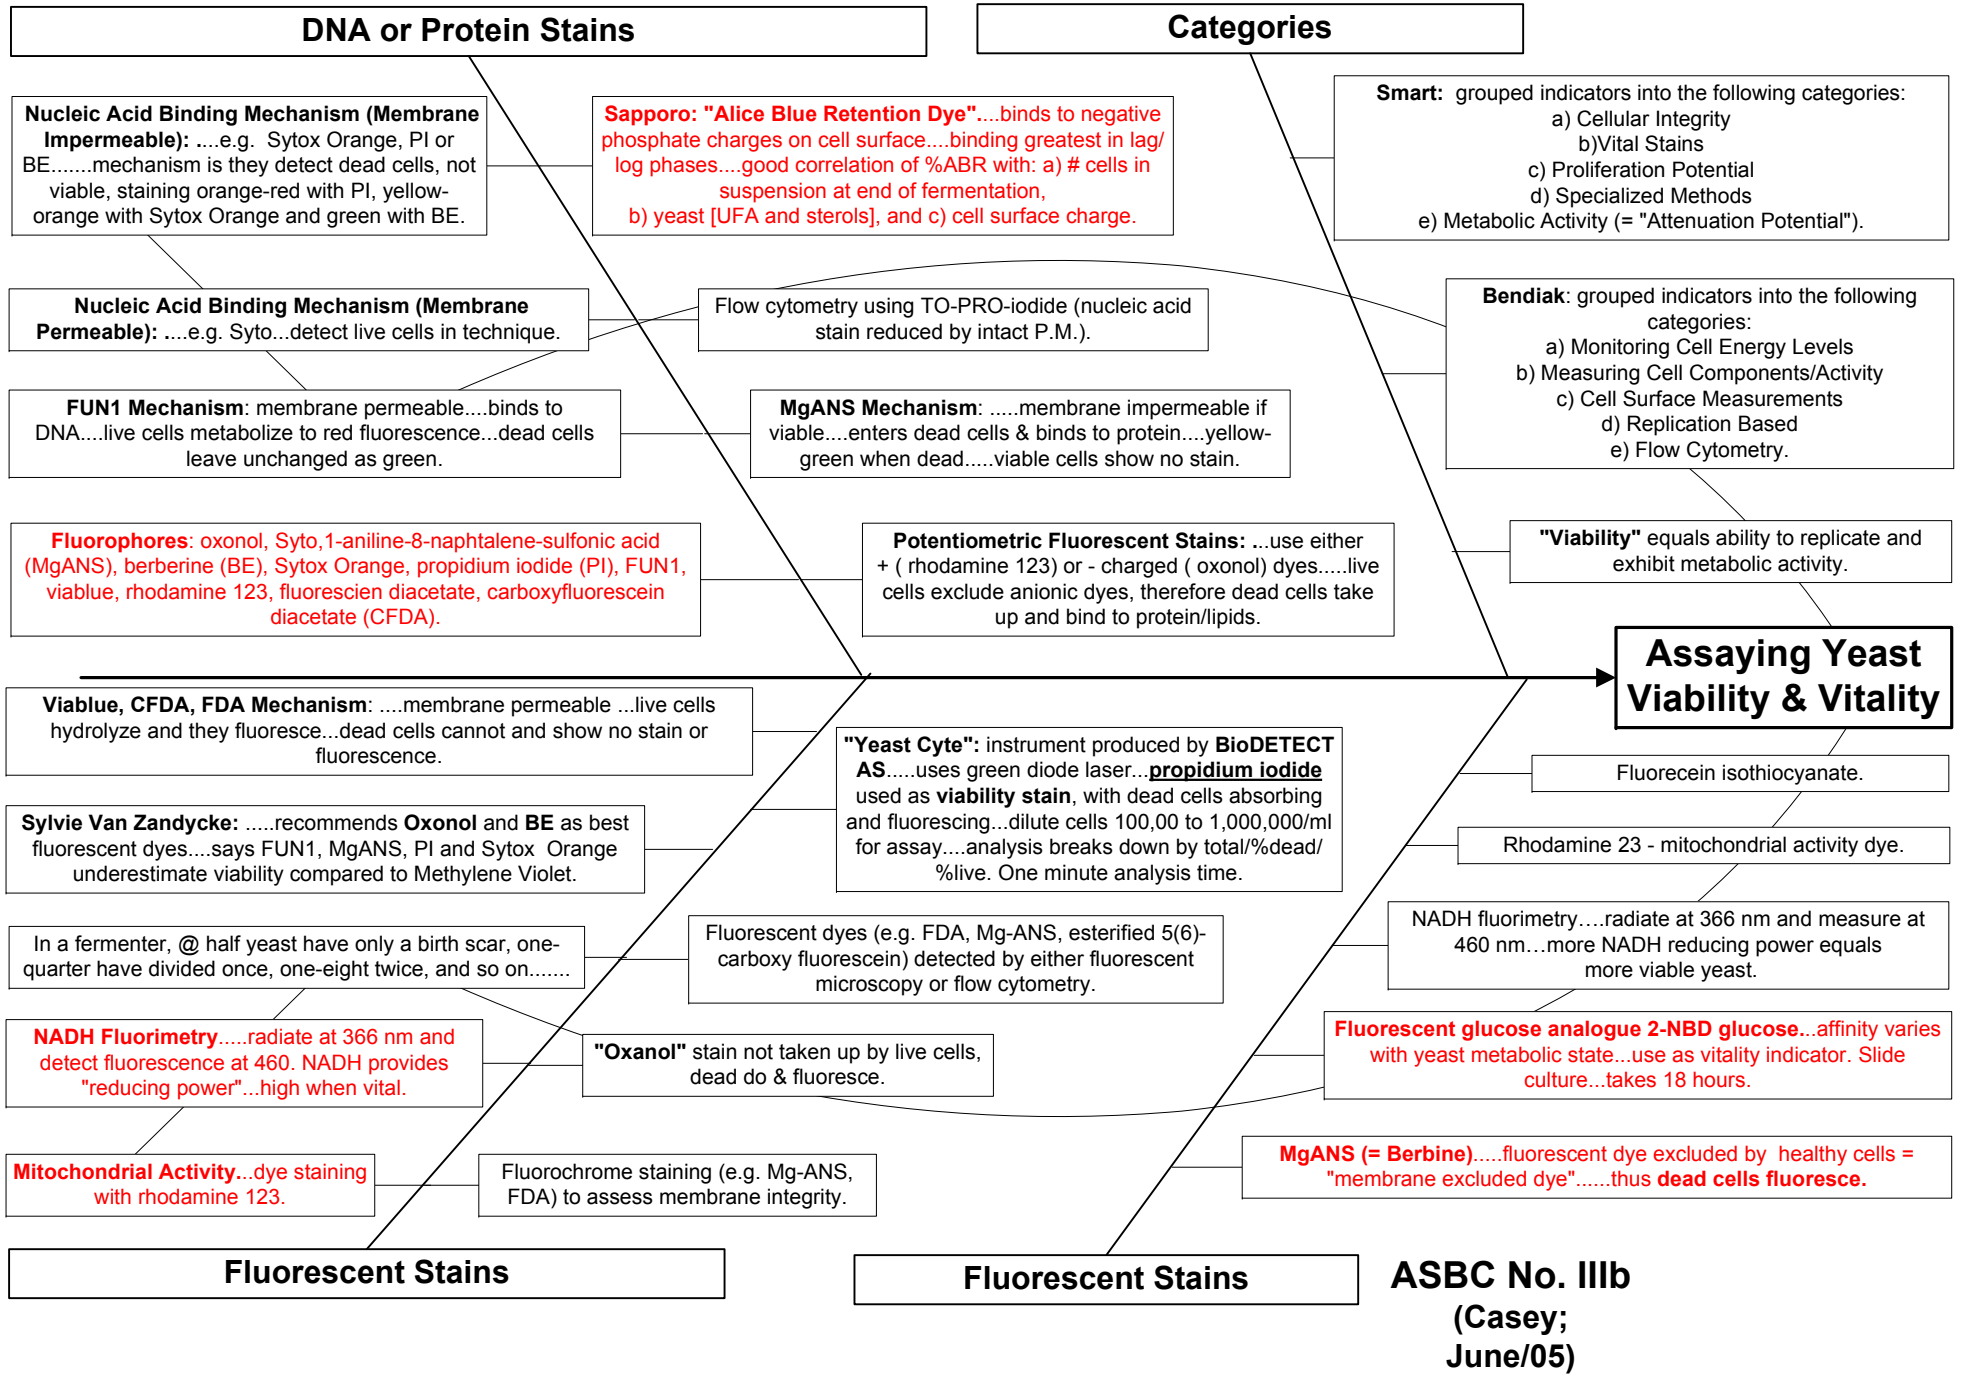 DNA or Protein Stains
Categories
Nucleic Acid Binding Mechanism (Membrane
Impermeable): ....e.g.  Sytox Orange, PI or
BE.......mechanism is they detect dead cells, not
viable, staining orange-red with PI, yellow-
orange with Sytox Orange and green with BE.
Sapporo: "Alice Blue Retention Dye"....binds to negative
phosphate charges on cell surface....binding greatest in lag/
log phases....good correlation of %ABR with: a) # cells in
suspension at end of fermentation,
b) yeast [UFA and sterols], and c) cell surface charge.
Smart:  grouped indicators into the following categories:
a) Cellular Integrity
b)Vital Stains
c) Proliferation Potential
d) Specialized Methods
e) Metabolic Activity (= "Attenuation Potential").
Nucleic Acid Binding Mechanism (Membrane
Permeable): ....e.g. Syto...detect live cells in technique.
Flow cytometry using TO-PRO-iodide (nucleic acid
stain reduced by intact P.M.).
Bendiak: grouped indicators into the following
categories:
a) Monitoring Cell Energy Levels
b) Measuring Cell Components/Activity
c) Cell Surface Measurements
d) Replication Based
e) Flow Cytometry.
FUN1 Mechanism: membrane permeable....binds to
DNA....live cells metabolize to red fluorescence...dead cells
leave unchanged as green.
MgANS Mechanism: .....membrane impermeable if
viable....enters dead cells & binds to protein....yellow-
green when dead.....viable cells show no stain.
Fluorophores: oxonol, Syto,1-aniline-8-naphtalene-sulfonic acid
(MgANS), berberine (BE), Sytox Orange, propidium iodide (PI), FUN1,
viablue, rhodamine 123, fluorescien diacetate, carboxyfluorescein
diacetate (CFDA).
Potentiometric Fluorescent Stains: ....use either
+ ( rhodamine 123) or - charged ( oxonol) dyes.....live
cells exclude anionic dyes, therefore dead cells take
up and bind to protein/lipids.
"Viability" equals ability to replicate and
exhibit metabolic activity.
Assaying Yeast
Viability & Vitality
Viablue, CFDA, FDA Mechanism: ....membrane permeable ...live cells
hydrolyze and they fluoresce...dead cells cannot and show no stain or
fluorescence.
"Yeast Cyte": instrument produced by BioDETECT
AS.....uses green diode laser...propidium iodide
used as viability stain, with dead cells absorbing
and fluorescing...dilute cells 100,00 to 1,000,000/ml
for assay....analysis breaks down by total/%dead/
%live. One minute analysis time.
Fluorecein isothiocyanate.
Sylvie Van Zandycke: .....recommends Oxonol and BE as best
fluorescent dyes....says FUN1, MgANS, PI and Sytox  Orange
underestimate viability compared to Methylene Violet.
Rhodamine 23 - mitochondrial activity dye.
In a fermenter, @ half yeast have only a birth scar, one-
quarter have divided once, one-eight twice, and so on.......
Fluorescent dyes (e.g. FDA, Mg-ANS, esterified 5(6)-
carboxy fluorescein) detected by either fluorescent
microscopy or flow cytometry.
NADH fluorimetry….radiate at 366 nm and measure at
460 nm…more NADH reducing power equals
more viable yeast.
NADH Fluorimetry.....radiate at 366 nm and
detect fluorescence at 460. NADH provides
"reducing power"...high when vital.
"Oxanol" stain not taken up by live cells,
dead do & fluoresce.
Fluorescent glucose analogue 2-NBD glucose....affinity varies
with yeast metabolic state...use as vitality indicator. Slide
culture...takes 18 hours.
Mitochondrial Activity...dye staining
with rhodamine 123.
Fluorochrome staining (e.g. Mg-ANS,
FDA) to assess membrane integrity.
MgANS (= Berbine).....fluorescent dye excluded by  healthy cells =
"membrane excluded dye"......thus dead cells fluoresce.
Fluorescent Stains
Fluorescent Stains
ASBC No. IIIb
(Casey;
June/05)